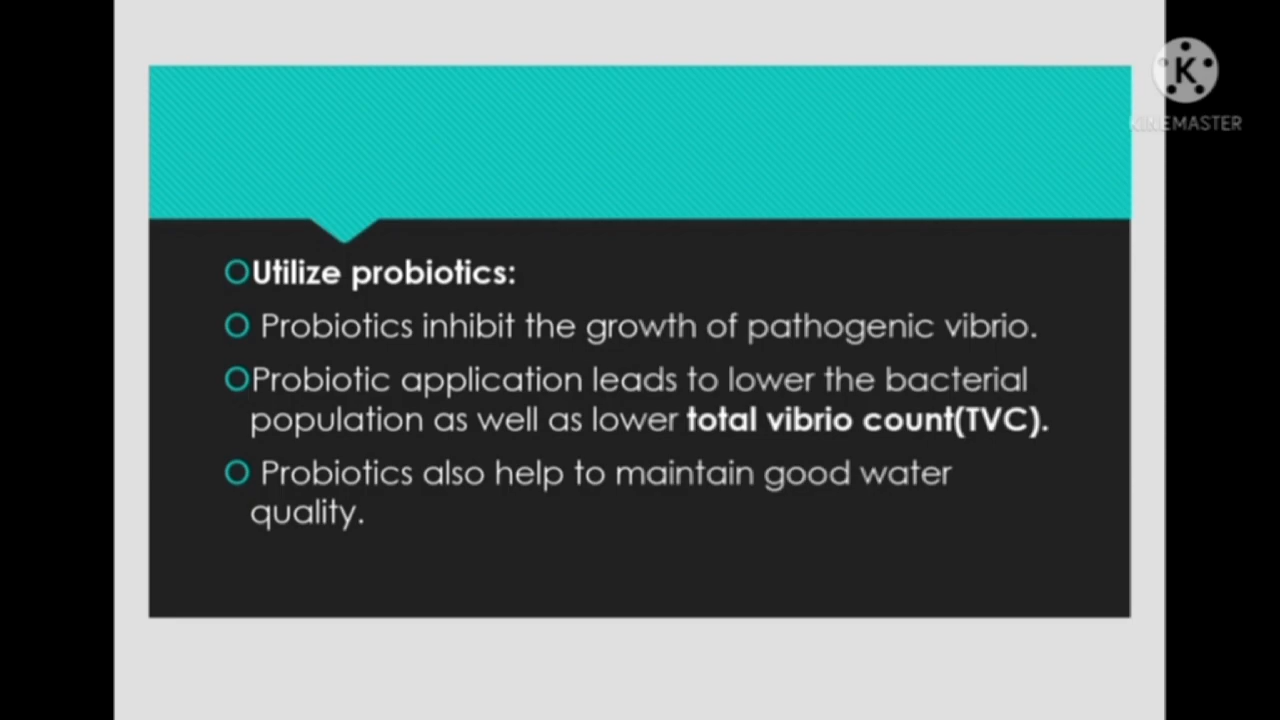 K
KINEMASTER
Utilize probiotics:
Probiotics inhibit the growth of pathogenic vibrio.
Probiotic application leads to lower the bacterial
population as well as lower total vibrio count(TVC).
Probiotics also help to maintain good water
quality.